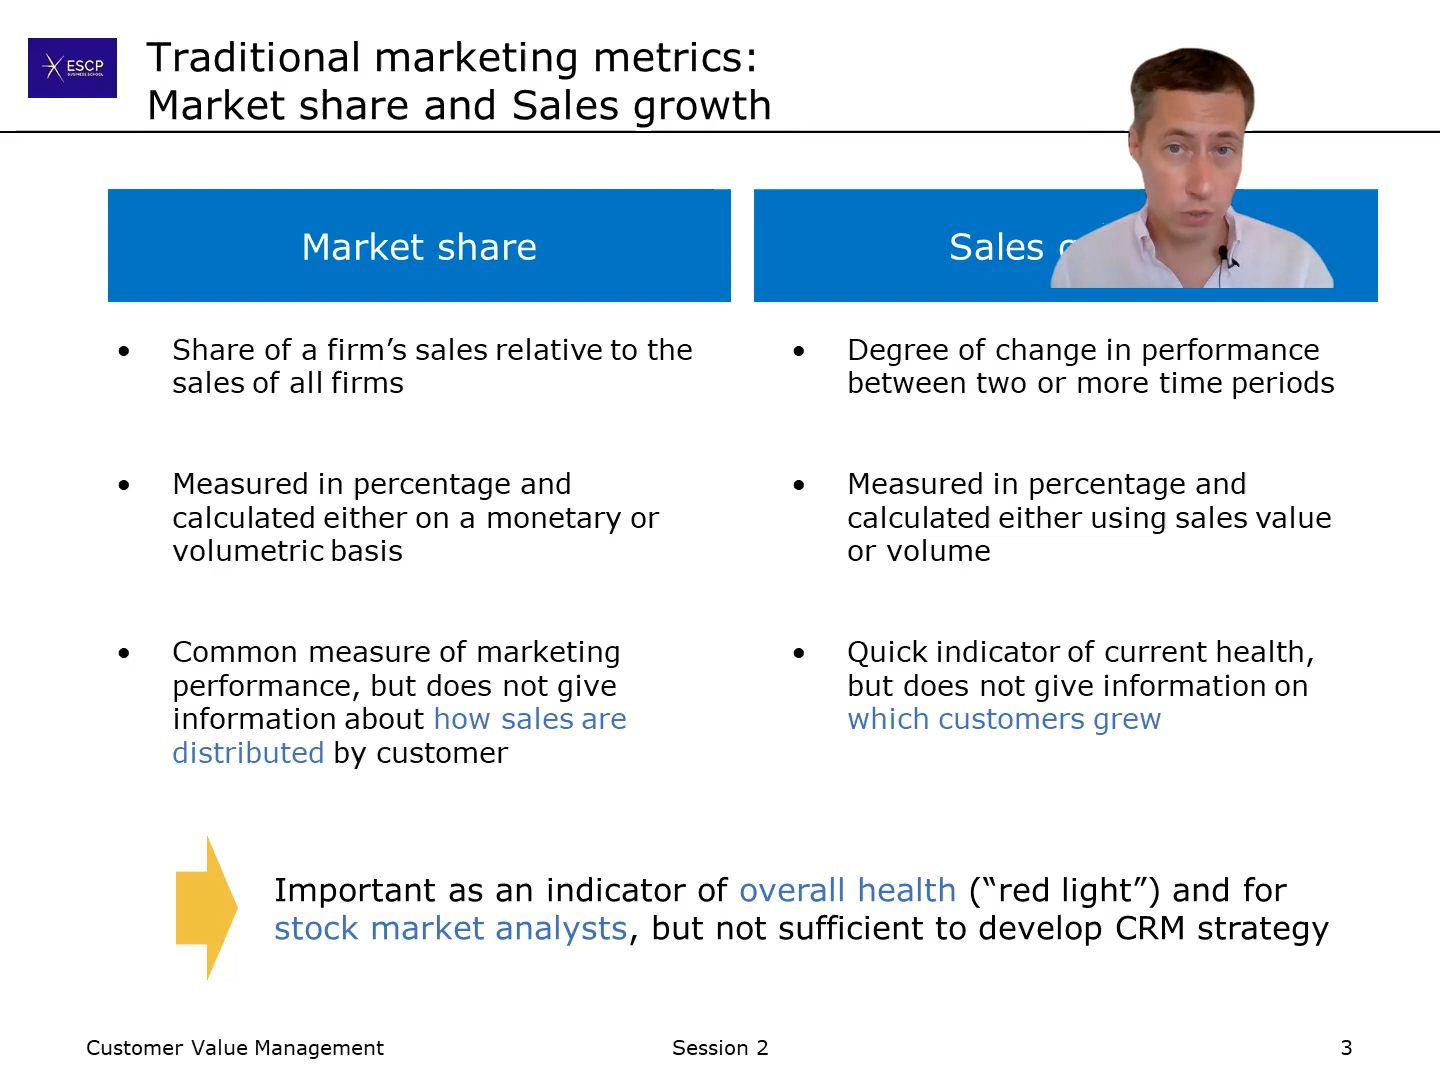 ESCP
BUSINESS SCHOOL
Traditional marketing metrics:
Market share and Sales growth
Market share
Sales
• Share of a firm’s sales relative to the
sales of all firms
• Measured in percentage and
calculated either on a monetary or
volumetric basis
• Common measure of marketing
performance, but does not give
information about how sales are
distributed by customer
• Degree of change in performance
between two or more time periods
• Measured in percentage and
calculated either using sales value
or volume
• Quick indicator of current health,
but does not give information on
which customers grew
Important as an indicator of overall health (“red light”) and for
stock market analysts, but not sufficient to develop CRM strategy
Customer Value Management
Session 2
3